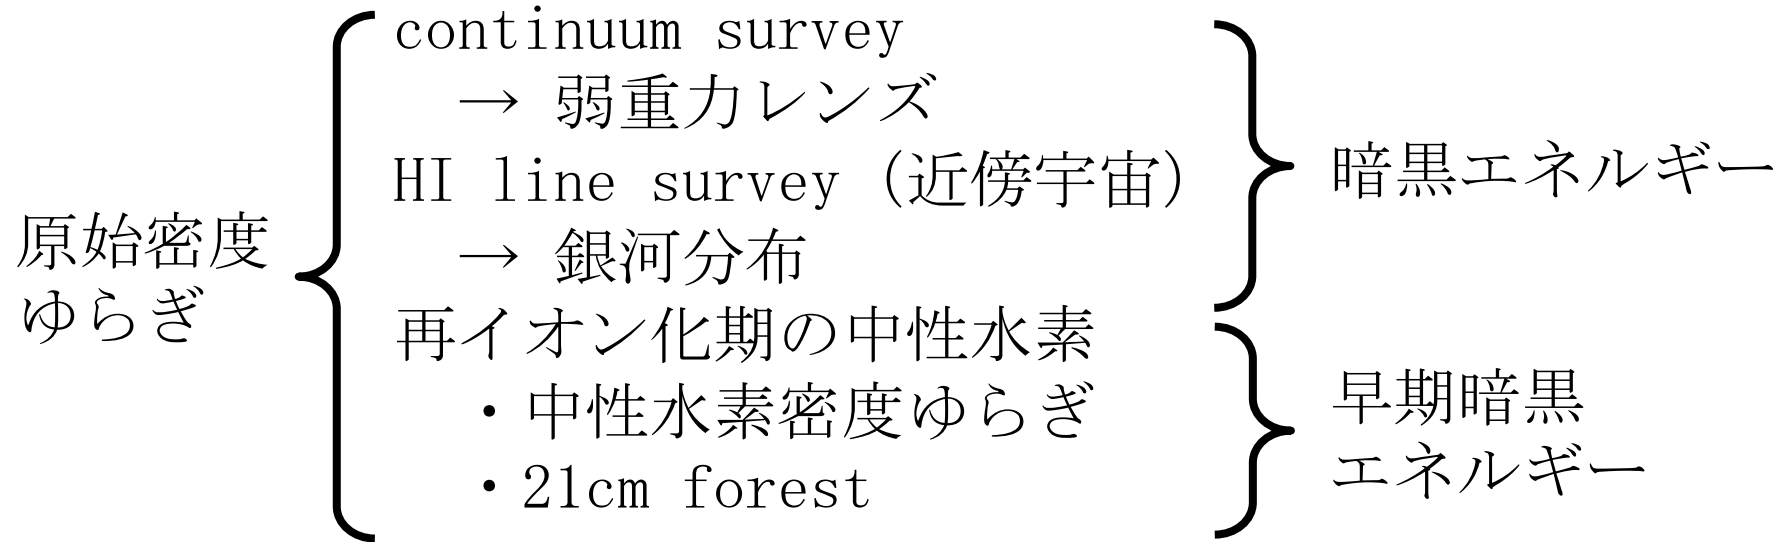 原始密度
ゆらぎ
continuum survey
→ 弱重力レンズ
HI line survey (近傍宇宙)
→ 銀河分布
再イオン化期の中性水素
・中性水素密度ゆらぎ
・21cm forest
暗黒エネルギー
早期暗黒
エネルギー